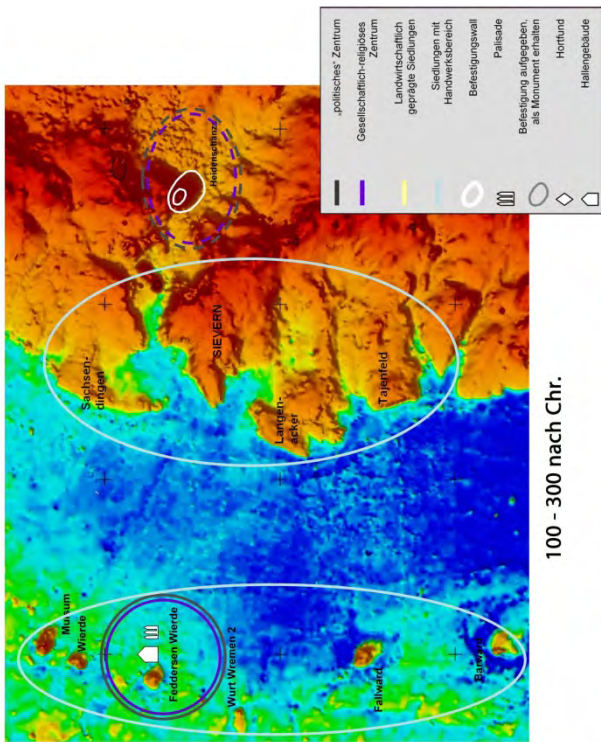 „politisches" Zentrum
Gesellschaftlich-religiöses
Zentrum
Landwirtschaftlich
geprägte Siedlungen
Siedlungen mit
Handwerksbereich
Befestigungswall
Palisade
Befestigung aufgegeben,
als Monument erhalten
Hortfund
Hallengebäude
Heidenschanze
Sachsen-
dingen
SIEVERN
Langen-
acker
Tajenfeld
Mulsum
Wierde
Feddersen Wierde
Wurt Wremen 2
Fallward
Barward
100 - 300 nach Chr.